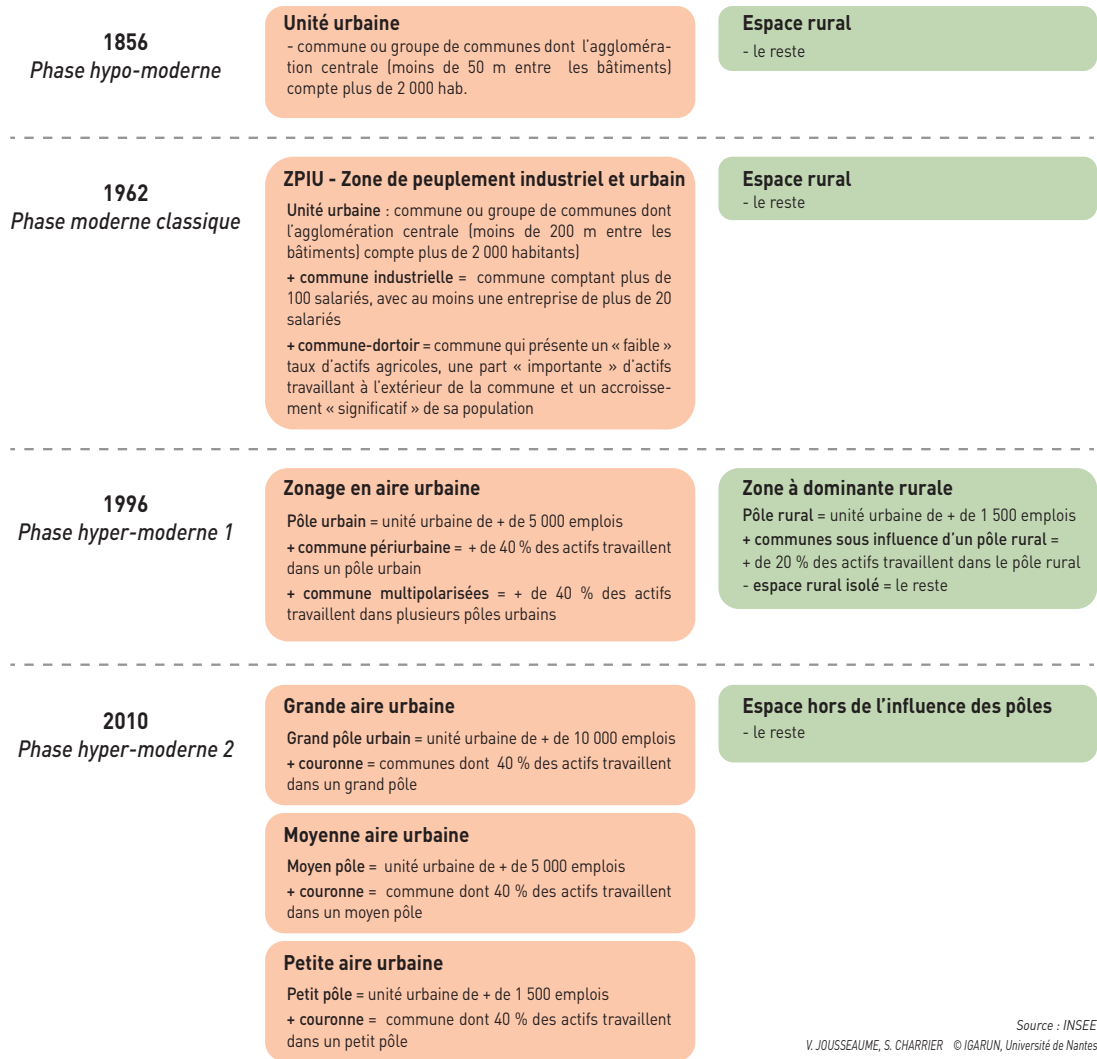 1856
Phase hypo-moderne
Unité urbaine
- commune ou groupe de communes dont l'aggloméra-
tion centrale (moins de 50 m entre les bâtiments)
compte plus de 2 000 hab.
Espace rural
- le reste
1962
Phase moderne classique
ZPIU - Zone de peuplement industriel et urbain
Unité urbaine : commune ou groupe de communes dont
l'agglomération centrale (moins de 200 m entre les
bâtiments) compte plus de 2 000 habitants)
+ commune industrielle = commune comptant plus de
100 salariés, avec au moins une entreprise de plus de 20
salariés
+ commune-dortoir = commune qui présente un « faible »
taux d'actifs agricoles, une part « importante » d'actifs
travaillant à l'extérieur de la commune et un accroisse-
ment « significatif » de sa population
Espace rural
- le reste
1996
Phase hyper-moderne 1
Zonage en aire urbaine
Pôle urbain = unité urbaine de + de 5 000 emplois
+ commune périurbaine = + de 40 % des actifs travaillent
dans un pôle urbain
+ commune multipolarisées = + de 40 % des actifs
travaillent dans plusieurs pôles urbains
Zone à dominante rurale
Pôle rural = unité urbaine de + de 1 500 emplois
+ communes sous influence d'un pôle rural =
+ de 20 % des actifs travaillent dans le pôle rural
- espace rural isolé = le reste
2010
Phase hyper-moderne 2
Grande aire urbaine
Grand pôle urbain = unité urbaine de + de 10 000 emplois
+ couronne = communes dont 40 % des actifs travaillent
dans un grand pôle
Espace hors de l'influence des pôles
- le reste
Moyenne aire urbaine
Moyen pôle = unité urbaine de + de 5 000 emplois
+ couronne = commune dont 40 % des actifs travaillent
dans un moyen pôle
Petite aire urbaine
Petit pôle = unité urbaine de + de 1 500 emplois
+ couronne = commune dont 40 % des actifs travaillent
dans un petit pôle
Source : INSEE
V. JOUSSEAUME, S. CHARRIER © IGARUN, Université de Nantes